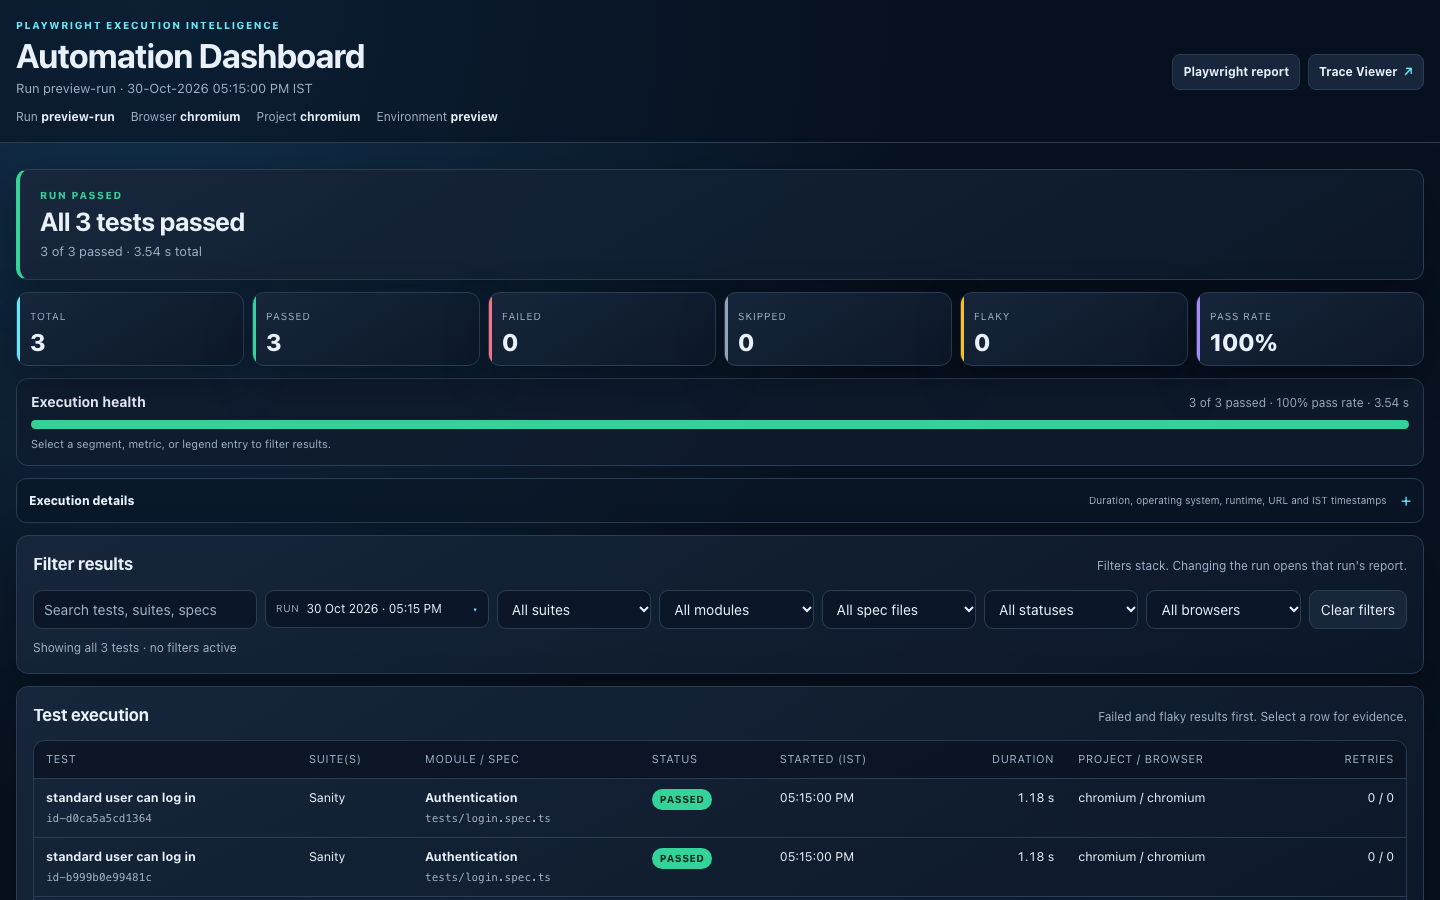 PLAYWRIGHT EXECUTION INTELLIGENCE
Automation Dashboard
Run preview-run · 30-Oct-2026 05:15:00 PM IST
Run preview-run Browser chromium Project chromium Environment preview
Playwright report
Trace Viewer ↗
RUN PASSED
All 3 tests passed
3 of 3 passed · 3.54 s total
TOTAL
3
PASSED
3
FAILED
0
SKIPPED
0
FLAKY
0
PASS RATE
100%
Execution health
3 of 3 passed · 100% pass rate · 3.54 s
Select a segment, metric, or legend entry to filter results.
Execution details
Duration, operating system, runtime, URL and IST timestamps +
Filter results
Filters stack. Changing the run opens that run's report.
Search tests, suites, specs
RUN 30 Oct 2026 · 05:15 PM
All suites
All modules
All spec files
All statuses
All browsers
Clear filters
Showing all 3 tests · no filters active
Test execution
Failed and flaky results first. Select a row for evidence.
TEST SUITE(S) MODULE / SPEC STATUS STARTED (IST) DURATION PROJECT / BROWSER RETRIES
standard user can log in Sanity Authentication PASSED 05:15:00 PM 1.18 s chromium / chromium 0 / 0
id-d0ca5a5cd1364 tests/login.spec.ts
standard user can log in Sanity Authentication PASSED 05:15:00 PM 1.18 s chromium / chromium 0 / 0
id-b999b0e99481c tests/login.spec.ts